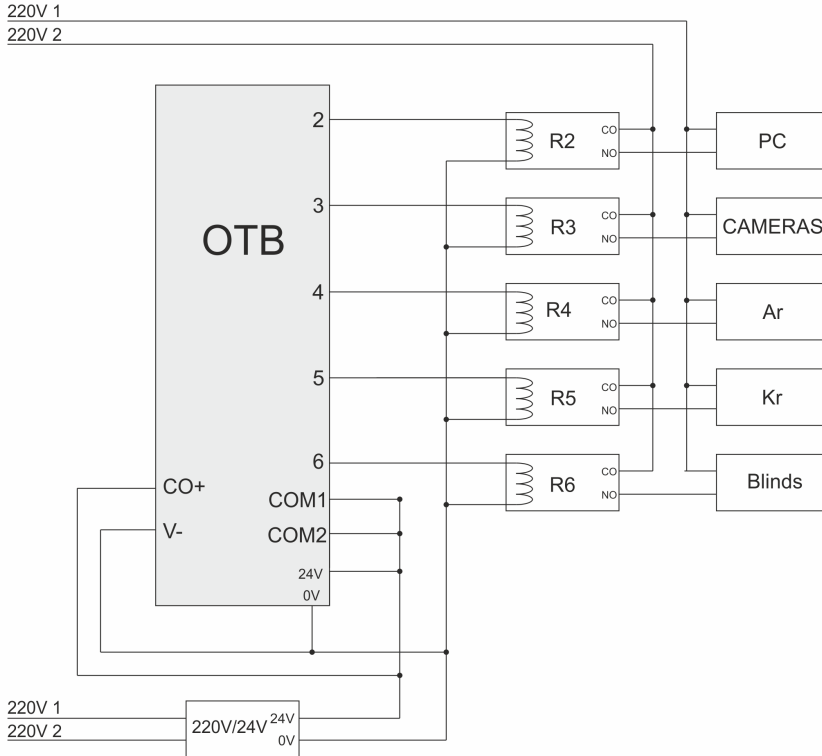 220V 1
220V 2
2
CO
R2
PC
NO
3
CO
R3
CAMERAS
NO
OTB
4
CO
R4
Ar
NO
5
CO
R5
Kr
NO
6
CO
R6
Blinds
NO
CO+
COM1
V-
COM2
24V
0V
220V 1
220V/24V
24V
220V 2
0V